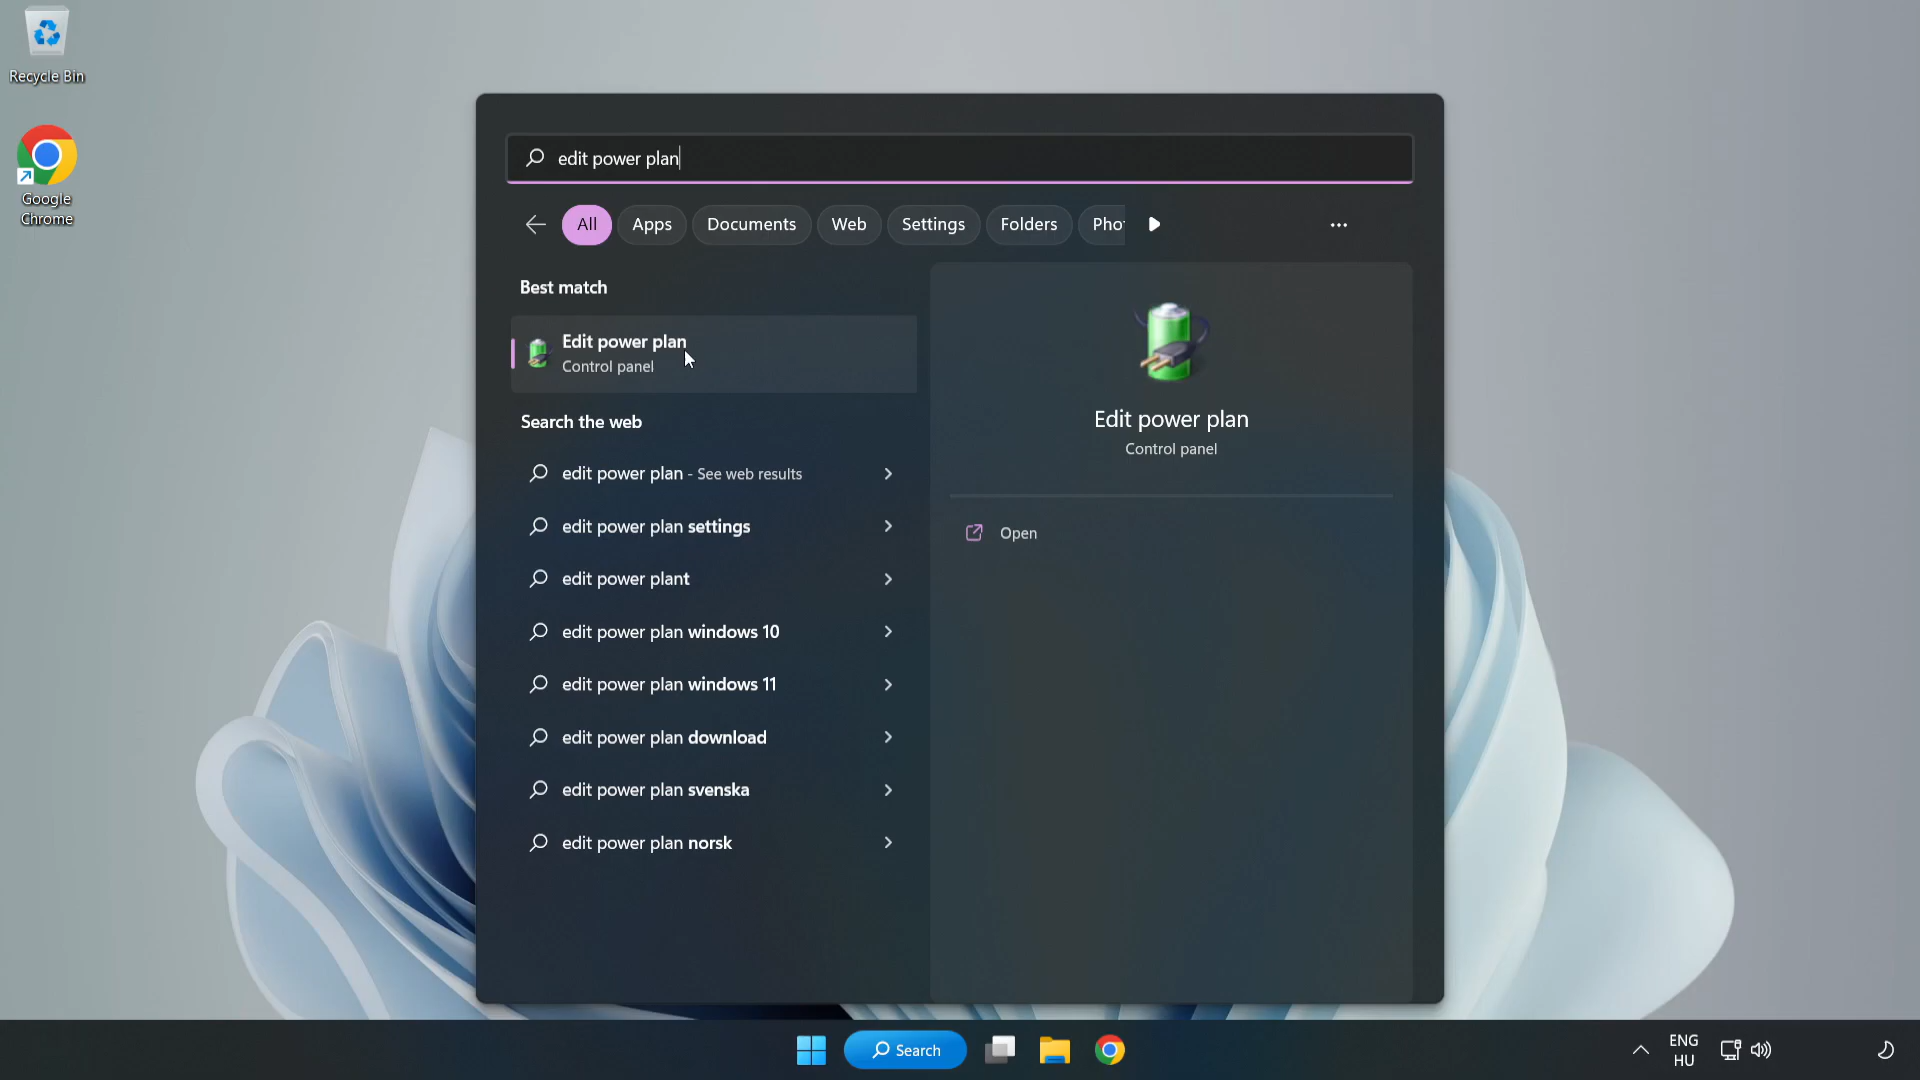 Recycle Bin
Google
Chrome
edit power plan
All Apps Documents Web Settings Folders Pho
Best match
Edit power plan
Control panel
Search the web
edit power plan - See web results
edit power plan settings
edit power plant
edit power plan windows 10
edit power plan windows 11
edit power plan download
edit power plan svenska
edit power plan norsk
Edit power plan
Control panel
Open
Search
ENG
HU